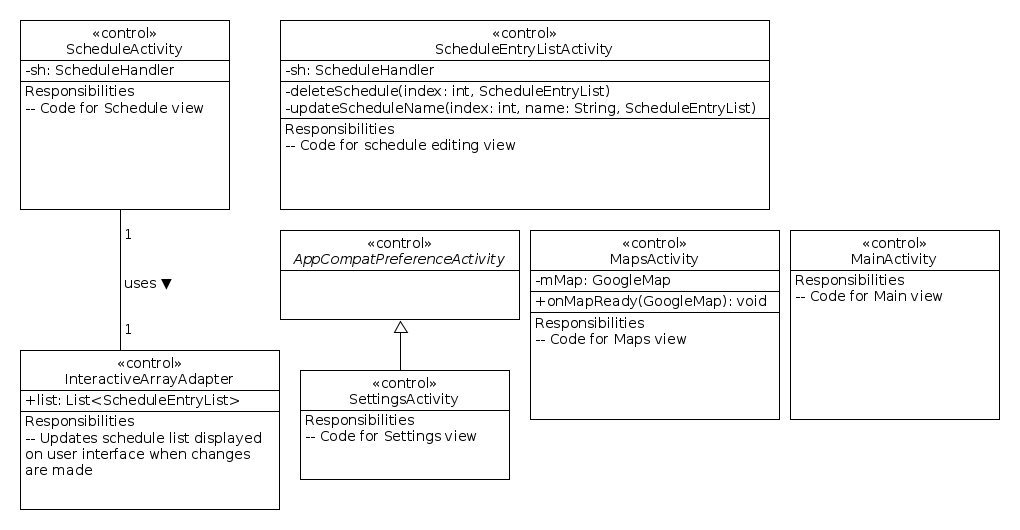 «control»
ScheduleActivity
-sh: ScheduleHandler
Responsibilities
-- Code for Schedule view
«control»
ScheduleEntryListActivity
-sh: ScheduleHandler
-deleteSchedule(index: int, ScheduleEntryList)
-updateScheduleName(index: int, name: String, ScheduleEntryList)
Responsibilities
-- Code for schedule editing view
1
uses ▼
1
«control»
InteractiveArrayAdapter
+list: List<ScheduleEntryList>
Responsibilities
-- Updates schedule list displayed
on user interface when changes
are made
«control»
AppCompatPreferenceActivity
«control»
SettingsActivity
Responsibilities
-- Code for Settings view
«control»
MapsActivity
-mMap: GoogleMap
+onMapReady(GoogleMap): void
Responsibilities
-- Code for Maps view
«control»
MainActivity
Responsibilities
-- Code for Main view